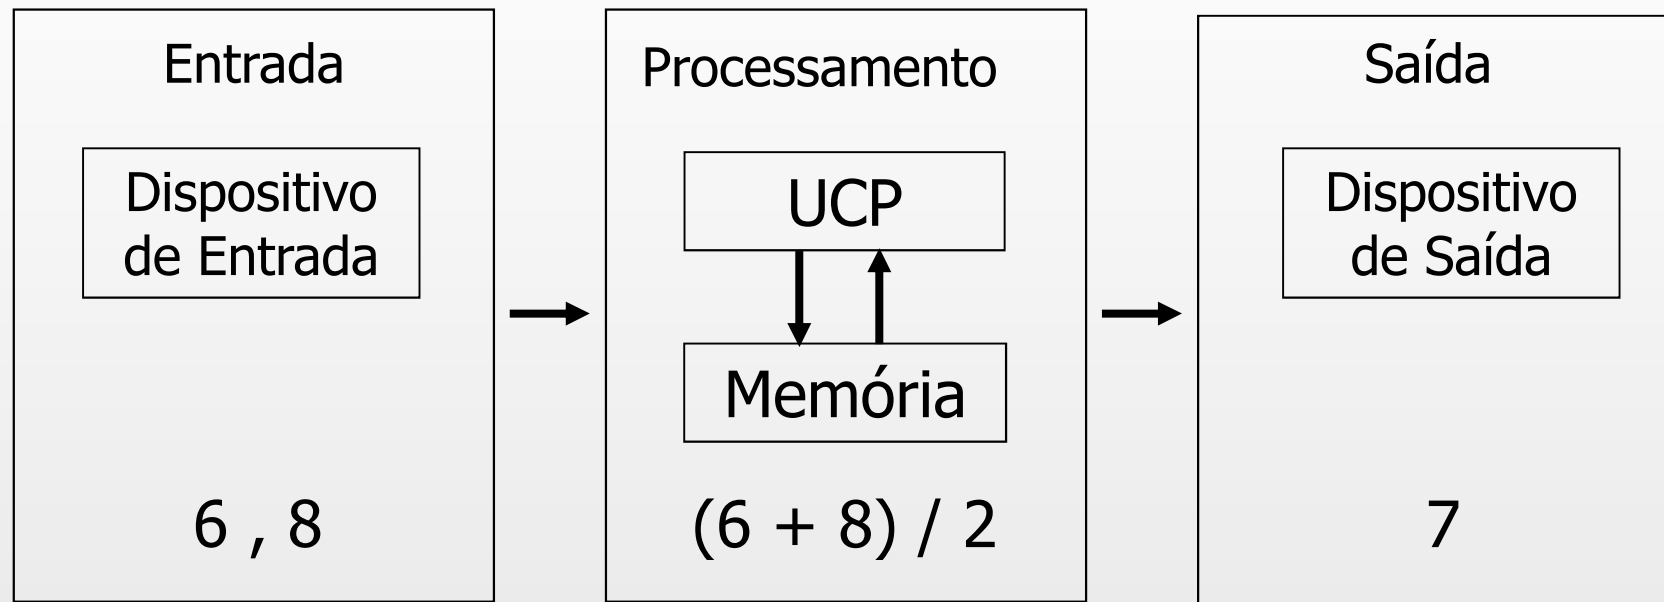 Entrada
Dispositivo
de Entrada
6 , 8
Processamento
UCP
Memória
(6 + 8) / 2
Saída
Dispositivo
de Saída
7